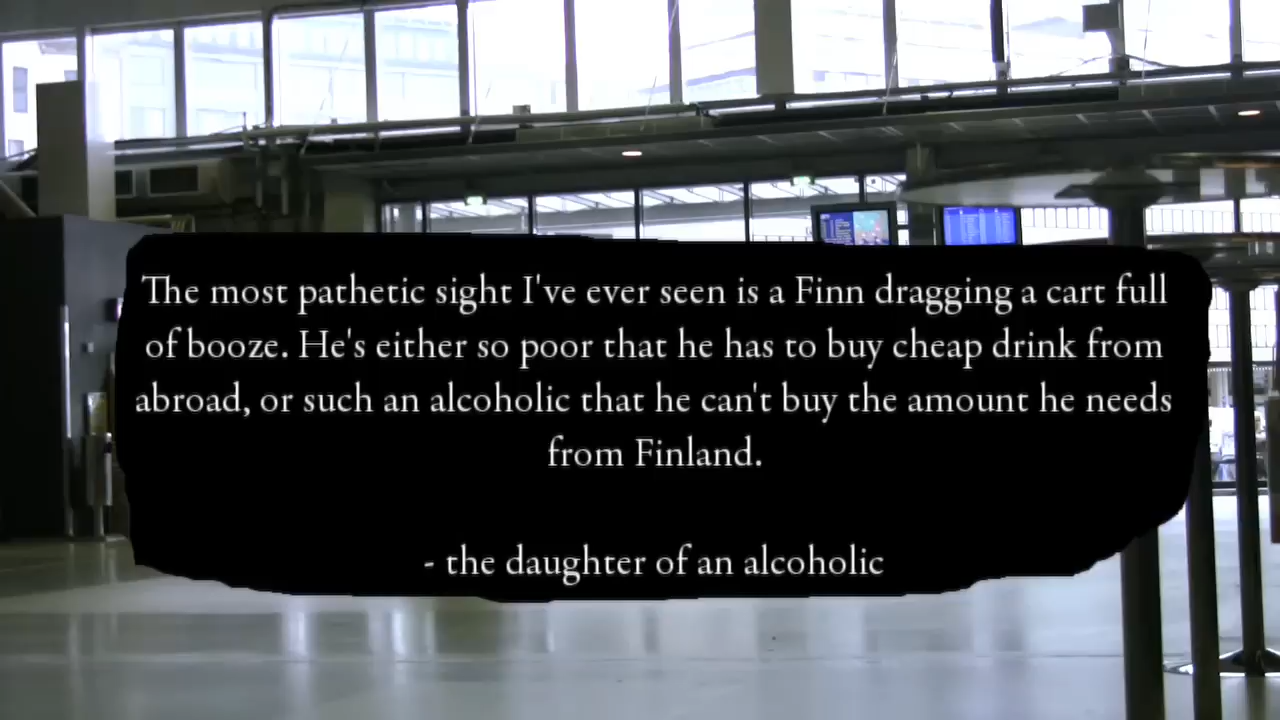 The most pathetic sight I've ever seen is a Finn dragging a cart full
of booze. He's either so poor that he has to buy cheap drink from
abroad, or such an alcoholic that he can't buy the amount he needs
from Finland.
- the daughter of an alcoholic